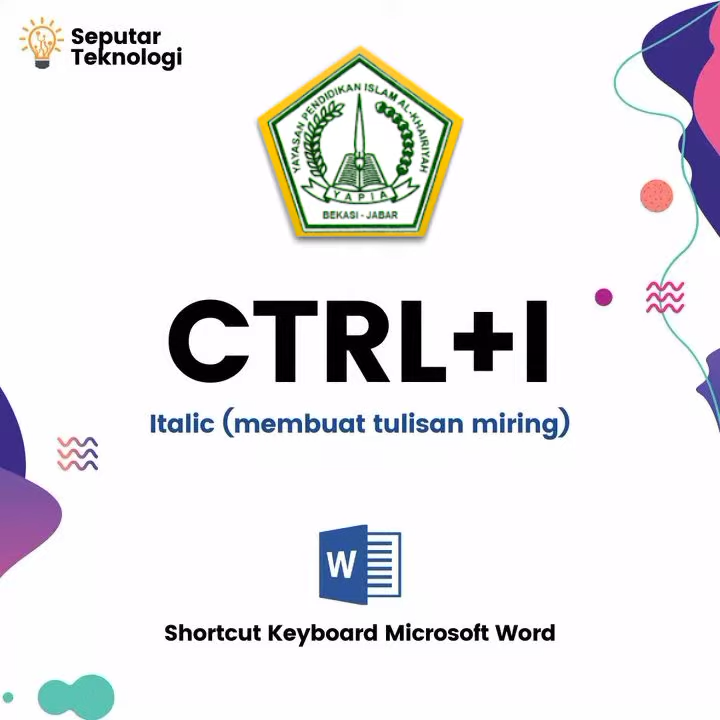 Seputar
Teknologi
YAYASAN PENDIDIKAN ISLAM AL-KHAIRIYAH
YAPIA
BEKASI - JABAR
CTRL+I
Italic (membuat tulisan miring)
W
Shortcut Keyboard Microsoft Word